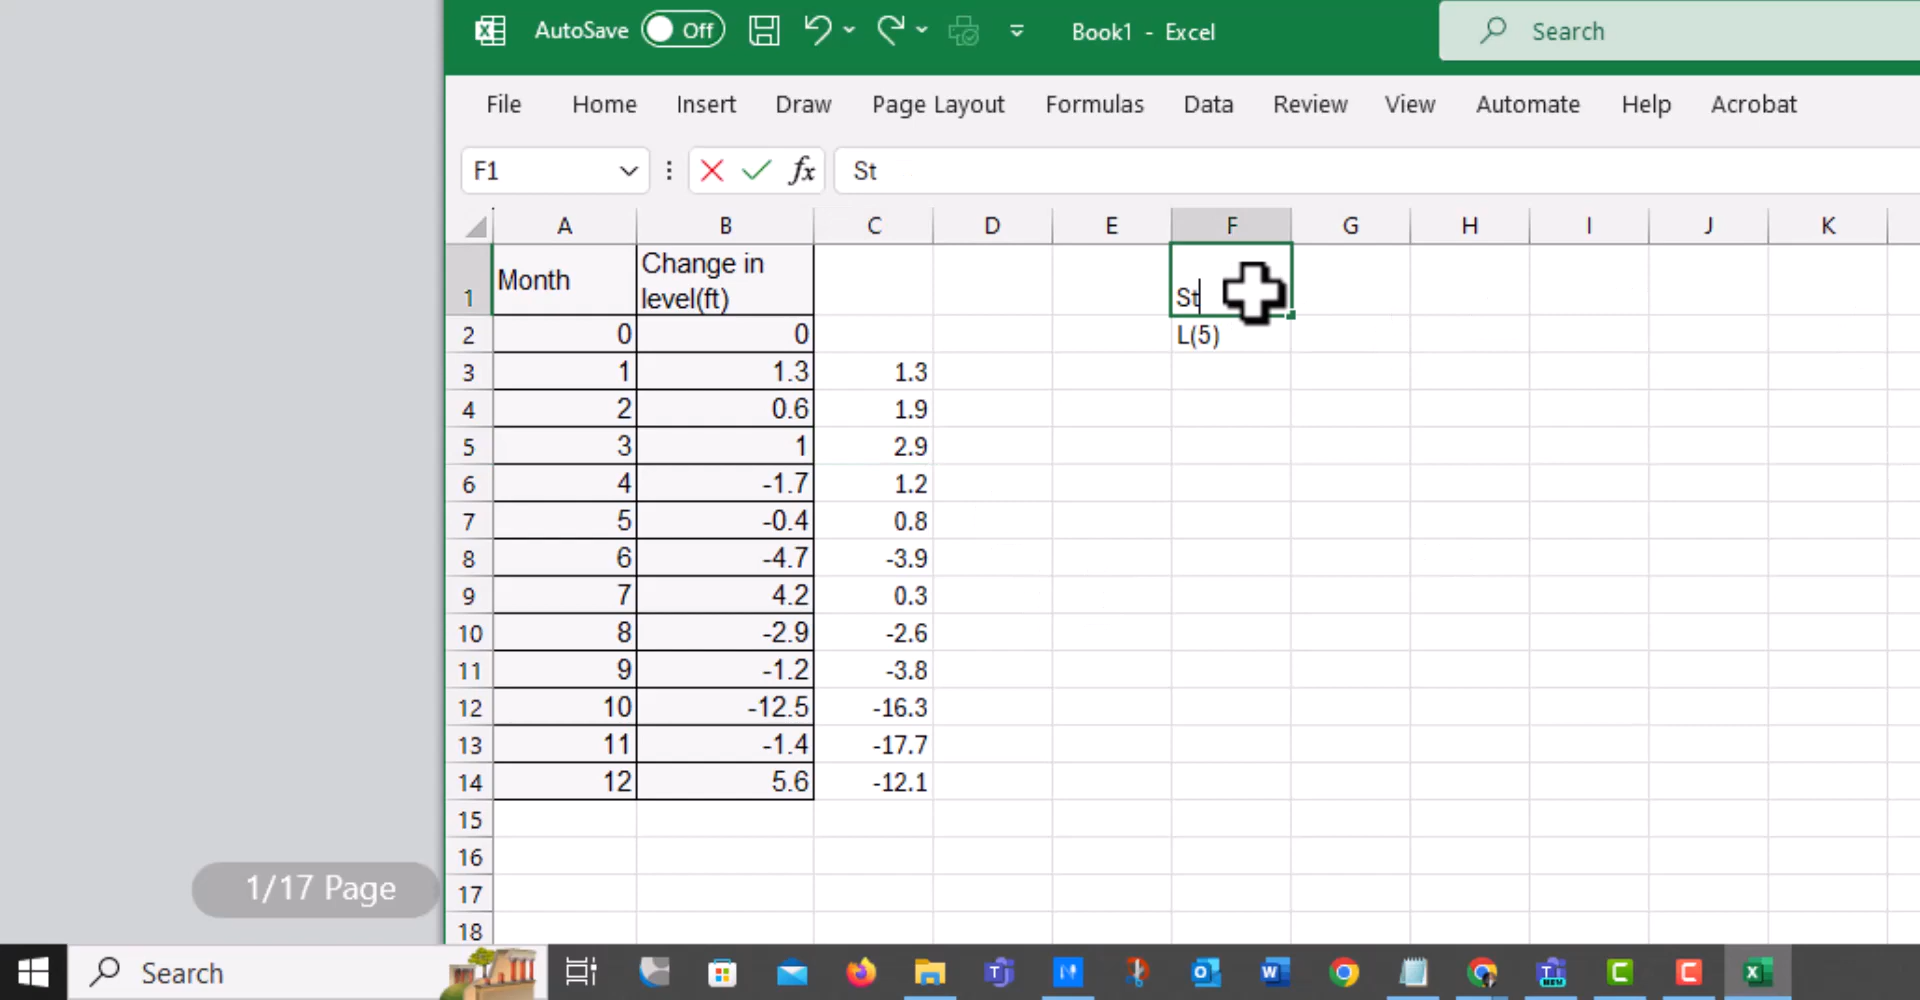 AutoSave Off Book1 - Excel Search
File Home Insert Draw Page Layout Formulas Data Review View Automate Help Acrobat
F1 fx St
A B C D E F G H I J K
1 Month Change in level(ft) St
2 0 0 L(5)
3 1 1.3 1.3
4 2 0.6 1.9
5 3 1 2.9
6 4 -1.7 1.2
7 5 -0.4 0.8
8 6 -4.7 -3.9
9 7 4.2 0.3
10 8 -2.9 -2.6
11 9 -1.2 -3.8
12 10 -12.5 -16.3
13 11 -1.4 -17.7
14 12 5.6 -12.1
15
16
17
18
1/17 Page
Search